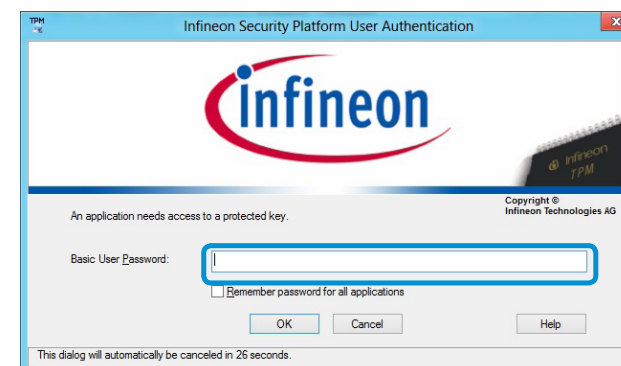 TPM
Infineon Security Platform User Authentication
X
infineon
infineon
TPM
Copyright ©
Infineon Technologies AG
An application needs access to a protected key.
Basic User Password:
Remember password for all applications
OK Cancel Help
This dialog will automatically be canceled in 26 seconds.